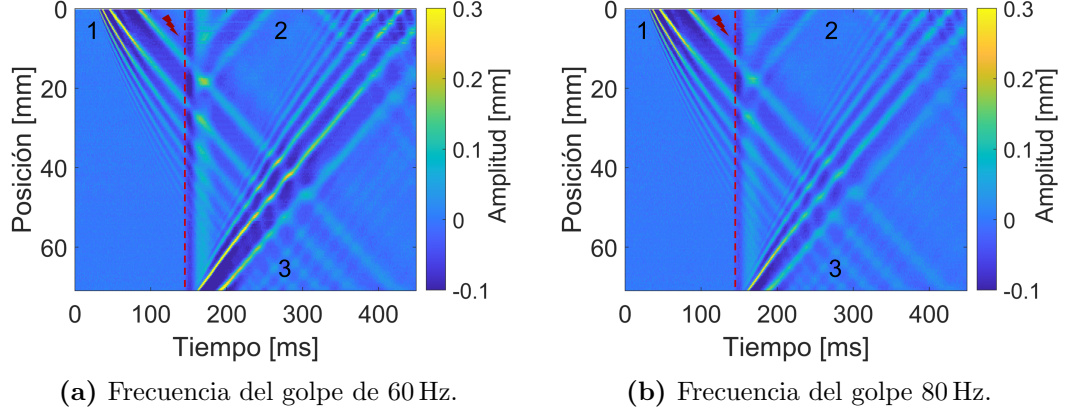 0
20
40
60
Posición [mm]
0 100 200 300 400
Tiempo [ms]
1
2
3
0.3
0.2
0.1
0
-0.1
Amplitud [mm]
(a) Frecuencia del golpe de 60 Hz.
0
20
40
60
Posición [mm]
0 100 200 300 400
Tiempo [ms]
1
2
3
0.3
0.2
0.1
0
-0.1
Amplitud [mm]
(b) Frecuencia del golpe 80 Hz.